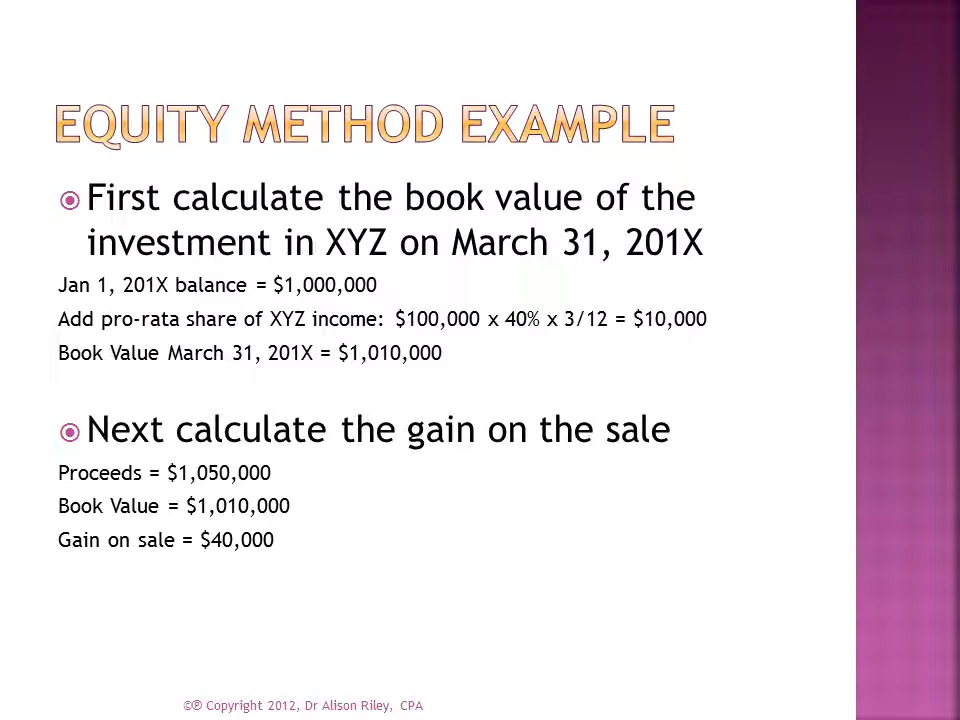 EQUITY METHOD EXAMPLE
First calculate the book value of the
investment in XYZ on March 31, 201X
Jan 1, 201X balance = $1,000,000
Add pro-rata share of XYZ income: $100,000 x 40% x 3/12 = $10,000
Book Value March 31, 201X = $1,010,000
Next calculate the gain on the sale
Proceeds = $1,050,000
Book Value = $1,010,000
Gain on sale = $40,000
©℗ Copyright 2012, Dr Alison Riley, CPA